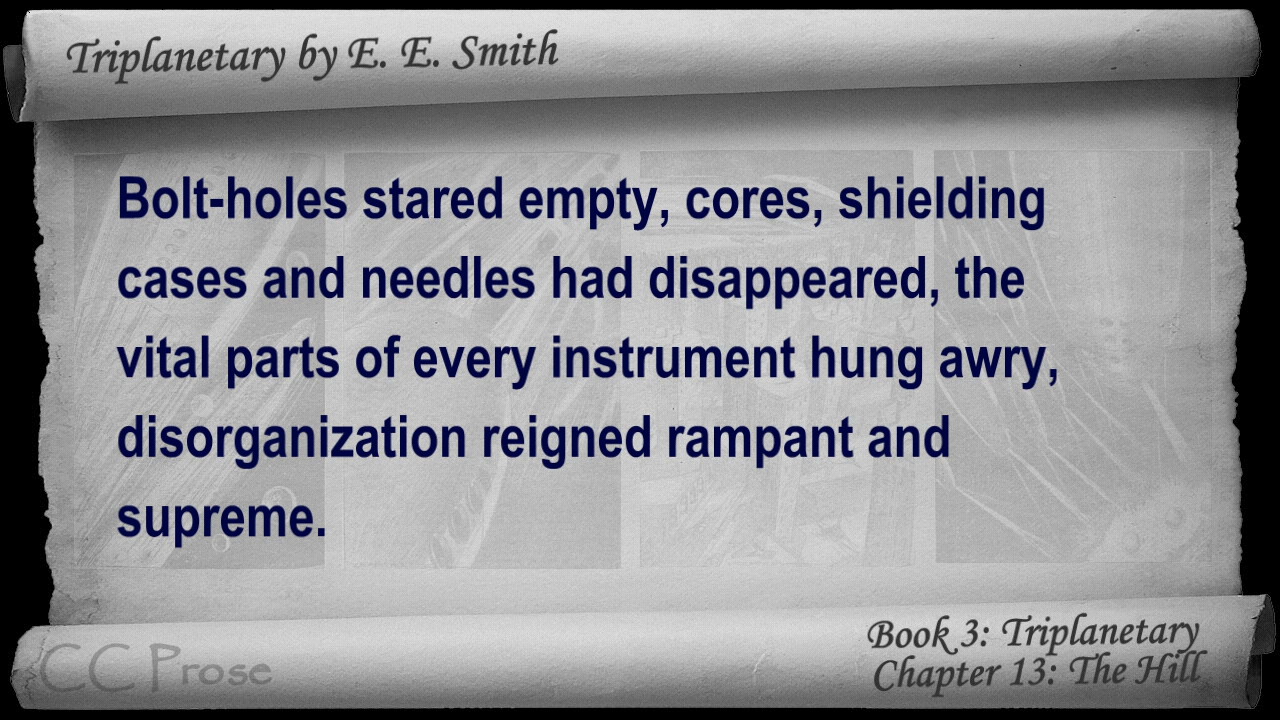 Triplanetary by E. E. Smith
Bolt-holes stared empty, cores, shielding
cases and needles had disappeared, the
vital parts of every instrument hung awry,
disorganization reigned rampant and
supreme.
Book 3: Triplanetary
Chapter 13: The Hill
CC Prose